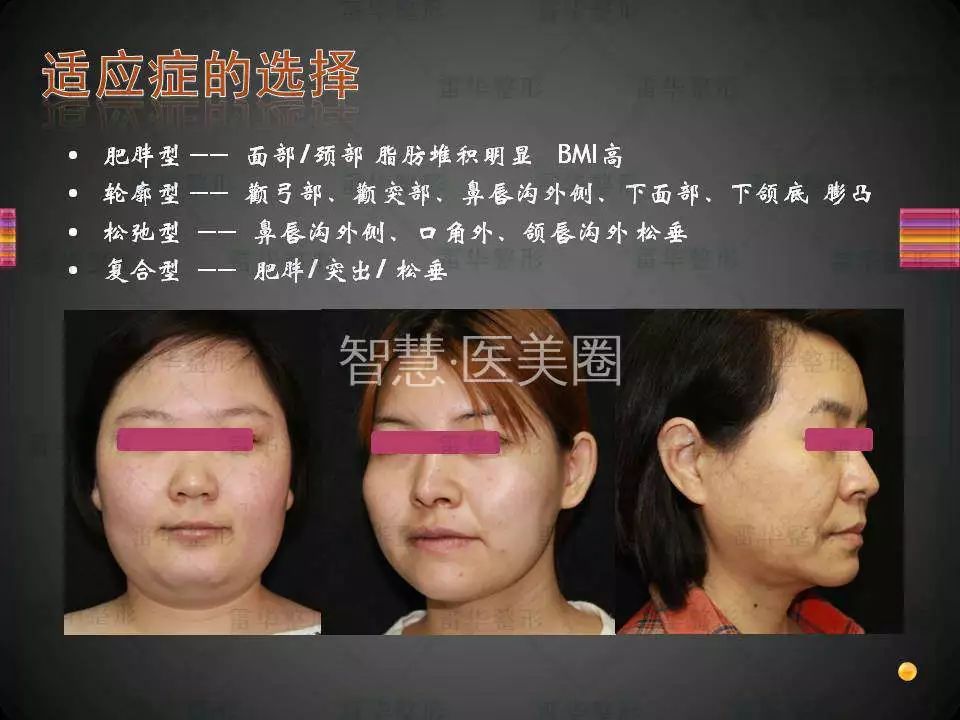 适应症的选择
• 肥胖型 —— 面部/颈部 脂肪堆积明显 BMI高
• 轮廓型 —— 颧弓部、颧突部、鼻唇沟外侧、下面部、下颌底 膨凸
• 松弛型 —— 鼻唇沟外侧、口角外、颌唇沟外 松垂
• 复合型 —— 肥胖/突出/ 松垂
智慧·医美圈
雷华整形